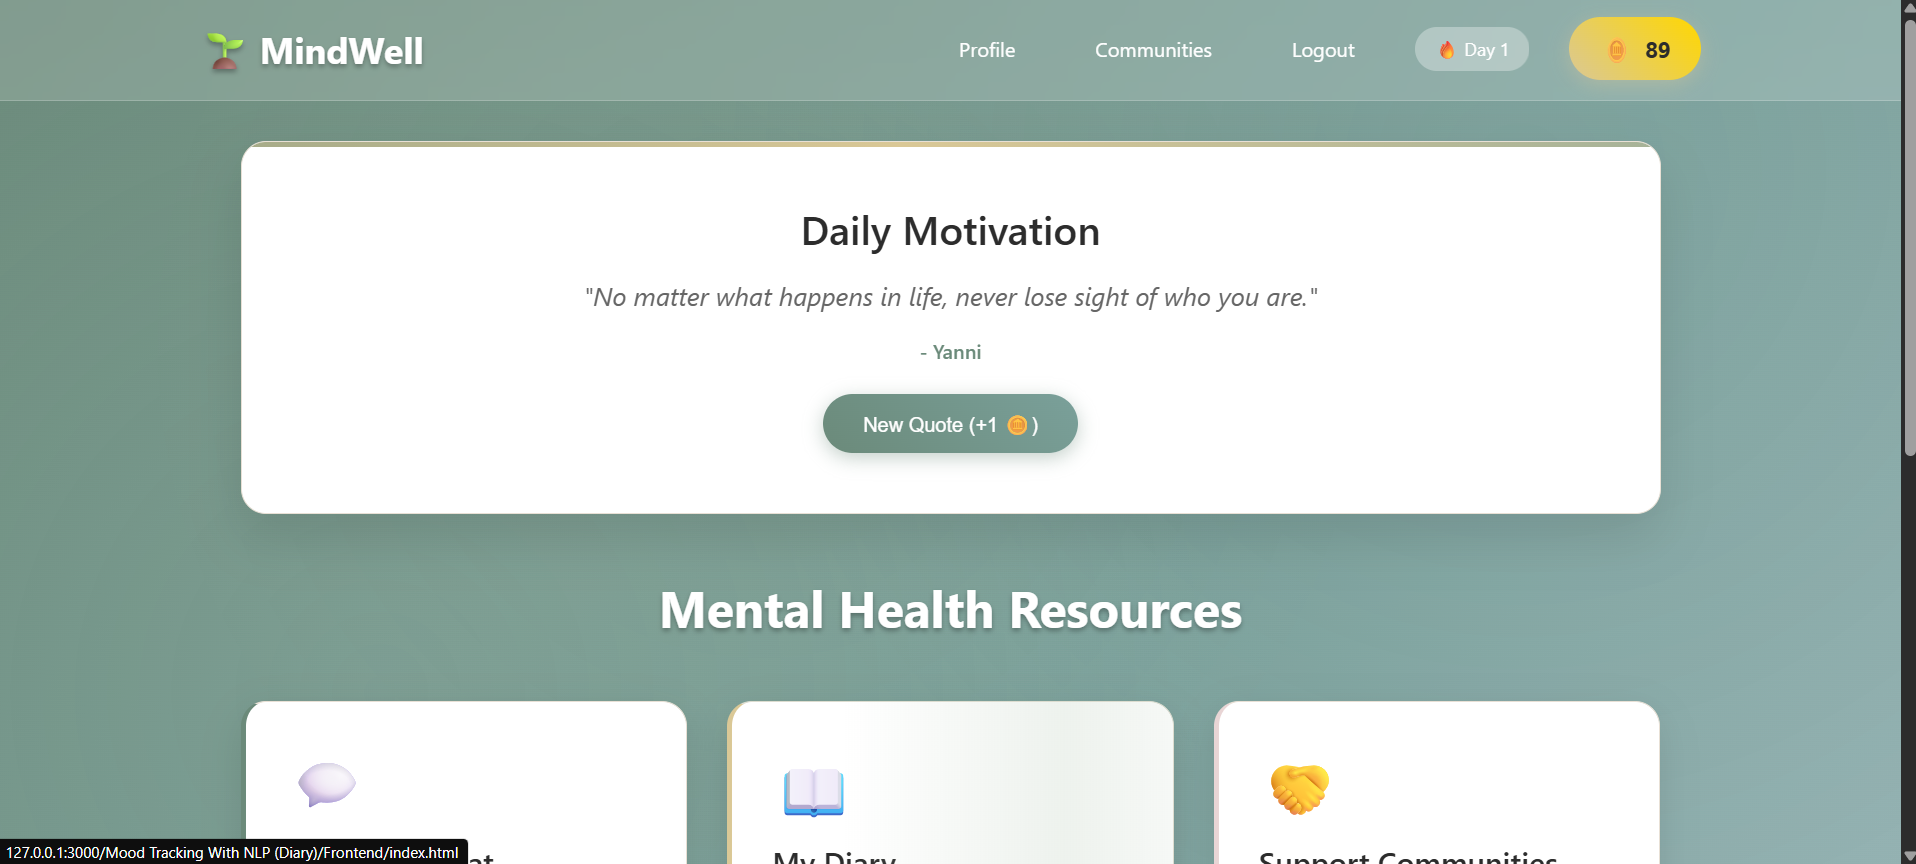 MindWell
Profile
Communities
Logout
Day 1
89
Daily Motivation
"No matter what happens in life, never lose sight of who you are."
- Yanni
New Quote (+1 )
Mental Health Resources
My Diary
Support Communities
127.0.0.1:3000/Mood Tracking With NLP (Diary)/Frontend/index.html